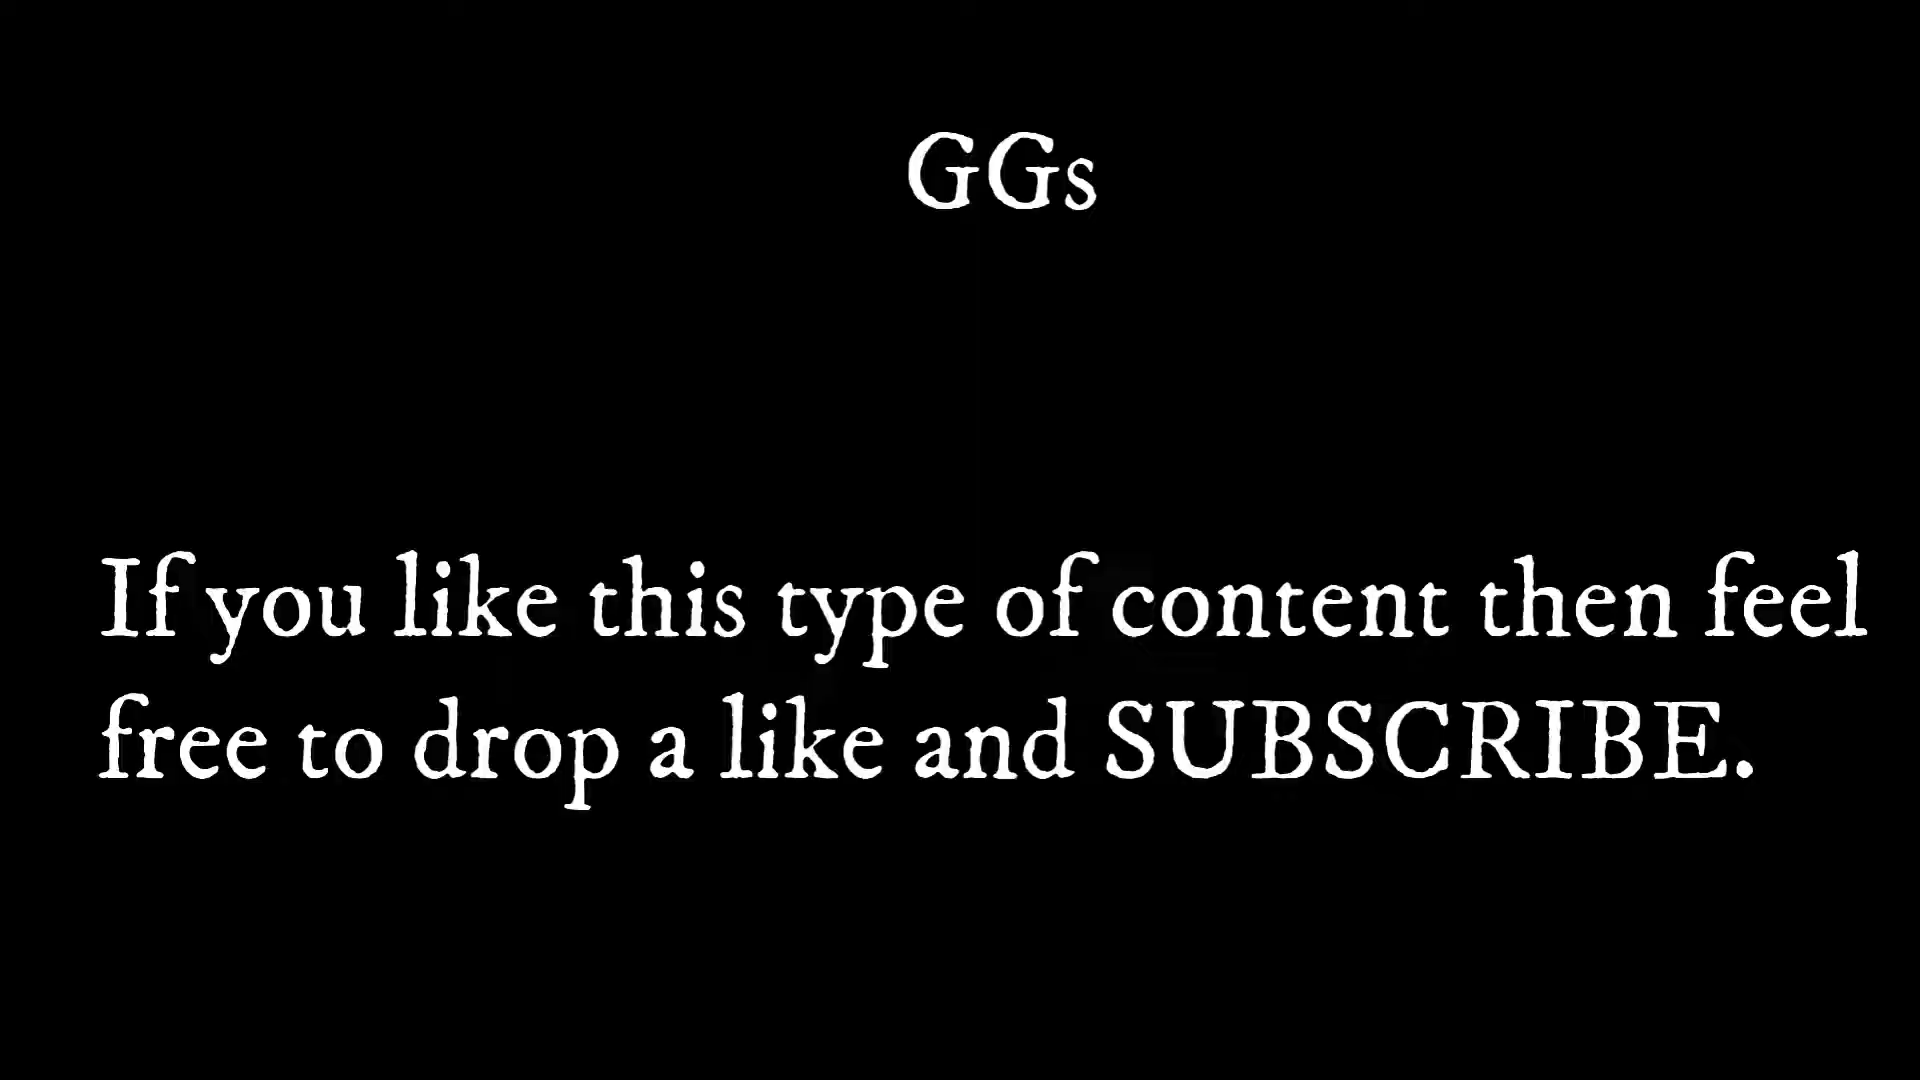 GGs
If you like this type of content then feel
free to drop a like and SUBSCRIBE.